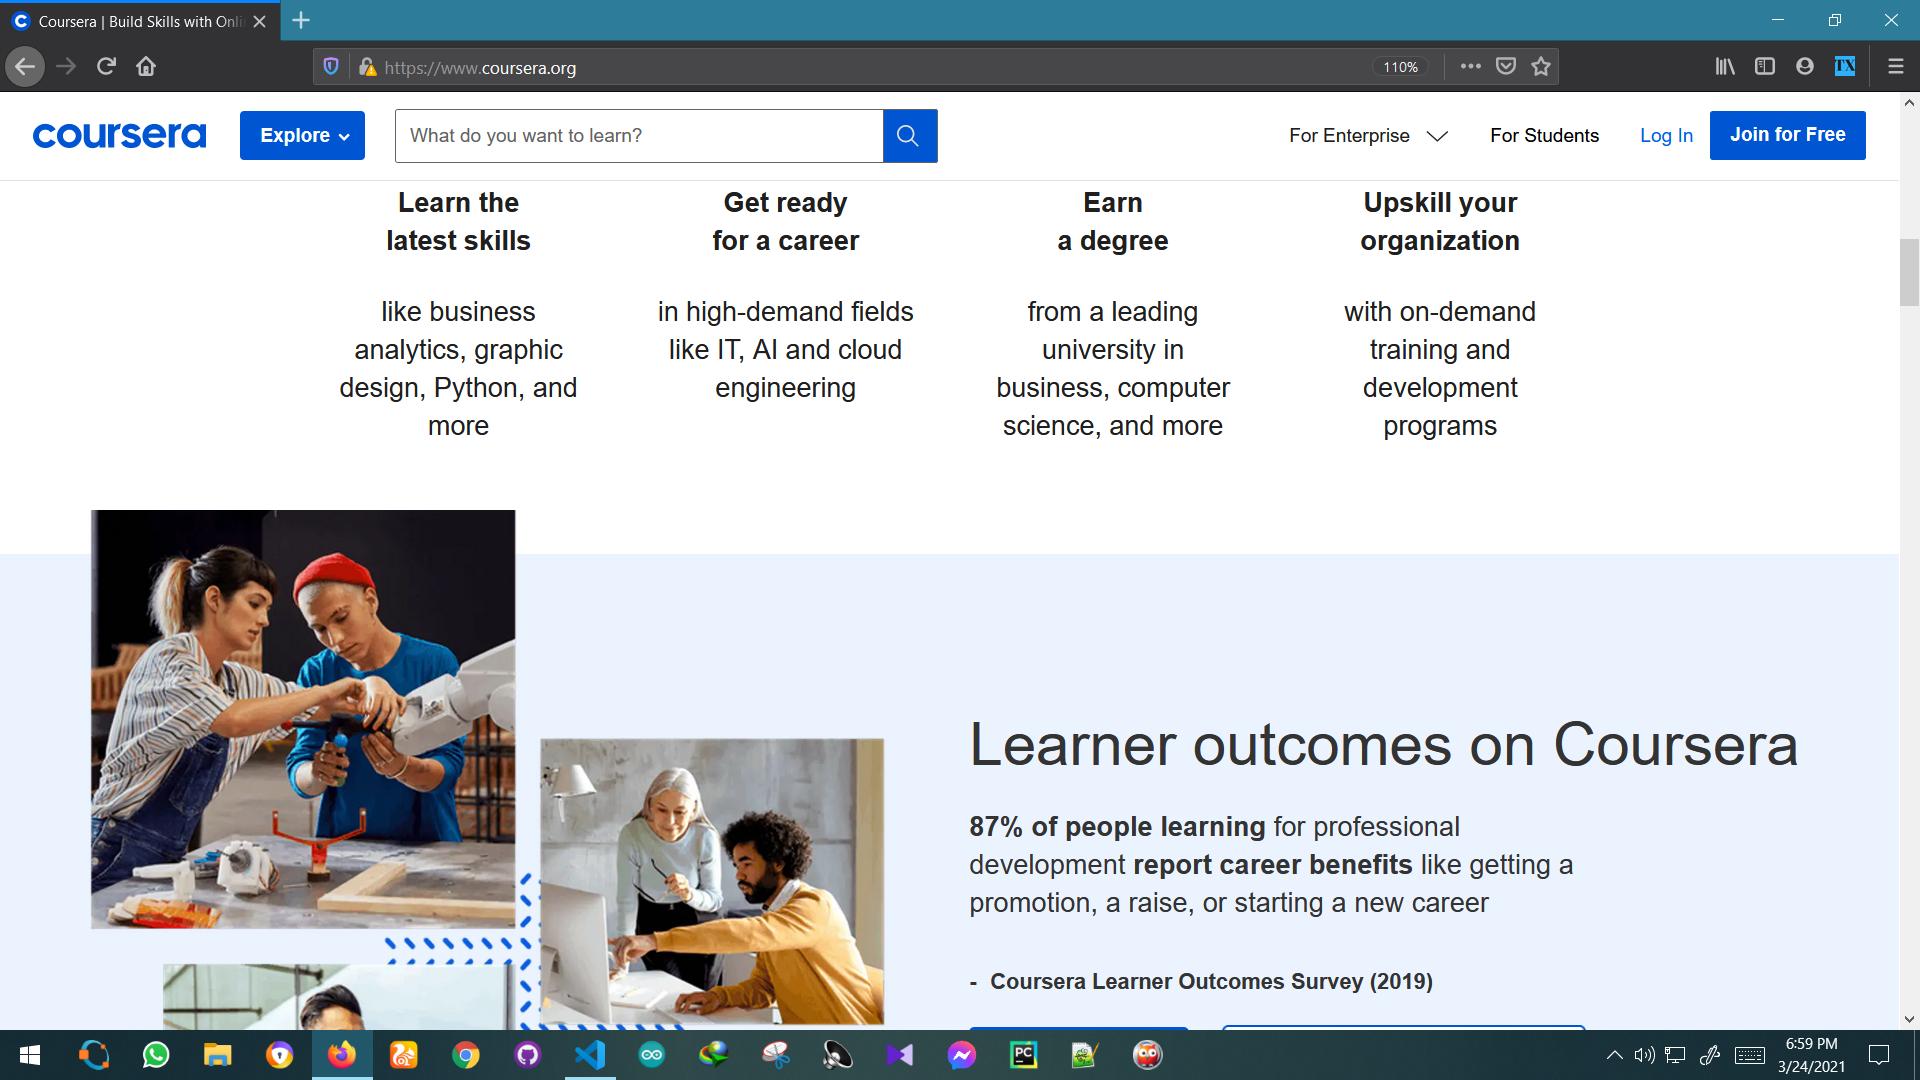 Coursera | Build Skills with Onli
https://www.coursera.org
110%
coursera
Explore
What do you want to learn?
For Enterprise
For Students
Log In
Join for Free
Learn the
latest skills
like business
analytics, graphic
design, Python, and
more
Get ready
for a career
in high-demand fields
like IT, AI and cloud
engineering
Earn
a degree
from a leading
university in
business, computer
science, and more
Upskill your
organization
with on-demand
training and
development
programs
Learner outcomes on Coursera
87% of people learning for professional
development report career benefits like getting a
promotion, a raise, or starting a new career
- Coursera Learner Outcomes Survey (2019)
TX
PC
6:59 PM
3/24/2021